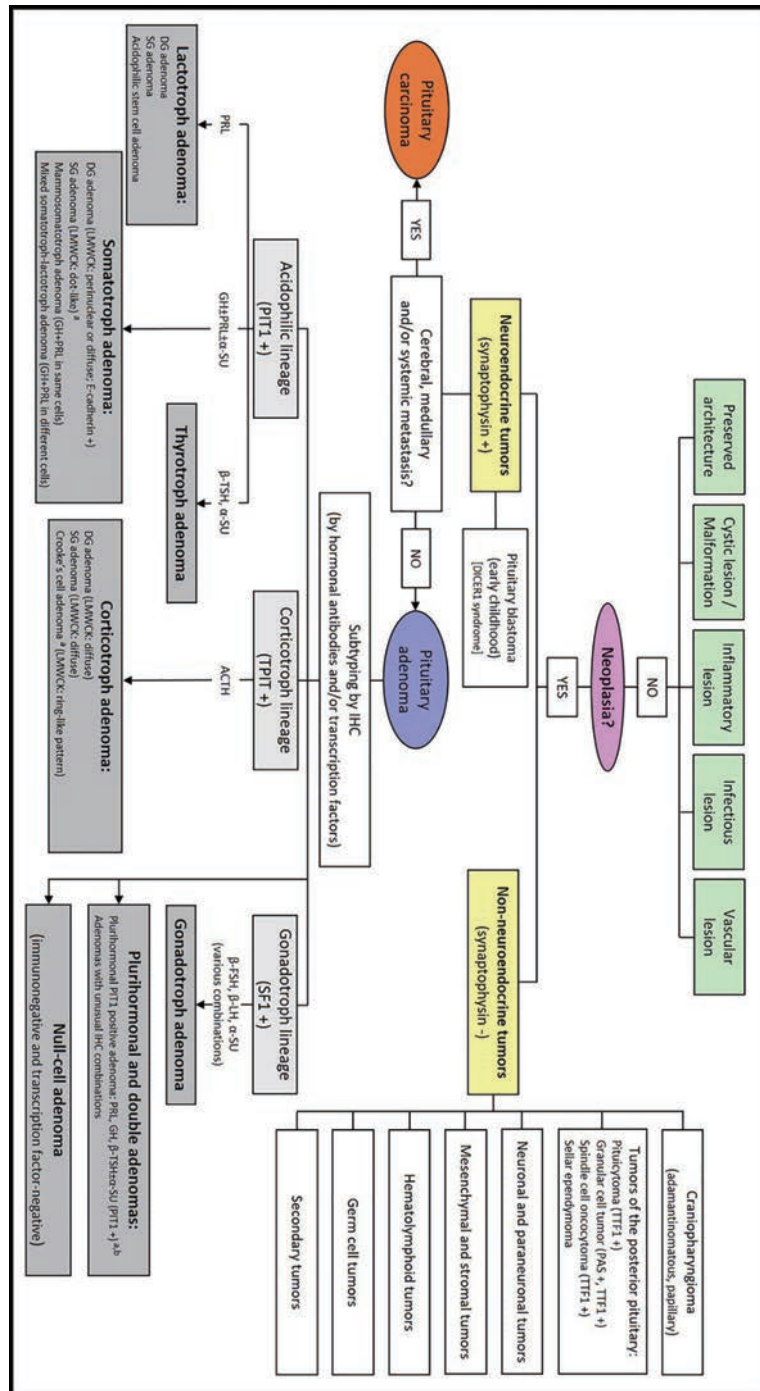 Preserved
architecture
Cystic lesion /
Malformation
Inflammatory
lesion
Infectious
lesion
Vascular
lesion
NO
Neoplasia?
YES
Neuroendocrine tumors
(synaptophysin +)
Pituitary blastoma
(early childhood)
[DICER1 syndrome]
Non-neuroendocrine tumors
(synaptophysin -)
Craniopharyngioma
(adamantinomatous, papillary)
Tumors of the posterior pituitary:
Pituicytoma (TTF1 +)
Granular cell tumor (PAS +, TTF1 +)
Spindle cell oncocytoma (TTF1 +)
Sellar ependymoma
Neuronal and paraneuronal tumors
Mesenchymal and stromal tumors
Hematolymphoid tumors
Germ cell tumors
Secondary tumors
Cerebral, medullary
and/or systemic metastasis?
YES
NO
Pituitary
carcinoma
Pituitary
adenoma
Subtyping by IHC
(by hormonal antibodies and/or transcription factors)
Acidophilic lineage
(PIT1 +)
Corticotroph lineage
(TPIT +)
Gonadotroph lineage
(SF1 +)
PRL
GH±PRL±α-SU
β-TSH, α-SU
ACTH
β-FSH, β-LH, α-SU
(various combinations)
Lactotroph adenoma:
DG adenoma
SG adenoma
Acidophilic stem cell adenoma
Somatotroph adenoma:
DG adenoma (LMWCK: perinuclear or diffuse; E-cadherin +)
SG adenoma (LMWCK: dot-like) a
Mammosomatotroph adenoma (GH+PRL in same cells)
Mixed somatotroph-lactotroph adenoma (GH+PRL in different cells)
Thyrotroph adenoma
Corticotroph adenoma:
DG adenoma (LMWCK: diffuse)
SG adenoma (LMWCK: diffuse)
Crooke's cell adenoma a (LMWCK: ring-like pattern)
Gonadotroph adenoma
Plurihormonal and double adenomas:
Plurihormonal PIT1 positive adenoma: PRL, GH, β-TSH±α-SU (PIT1 +) a,b
Adenomas with unusual IHC combinations
Null-cell adenoma
(immunonegative and transcription factor-negative)